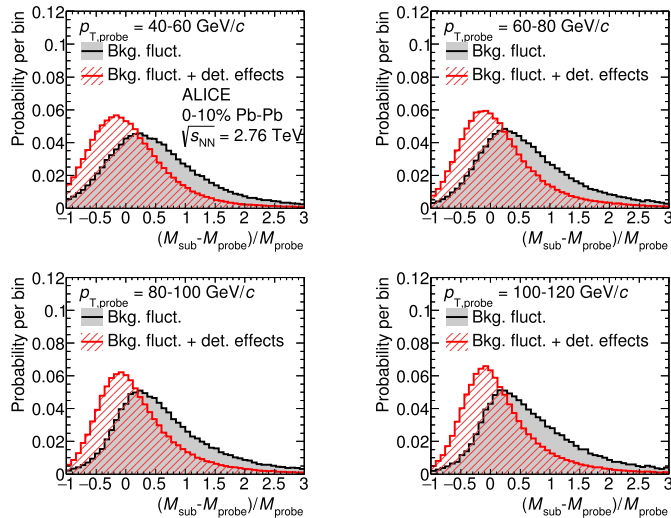 p_T,probe = 40-60 GeV/c
Bkg. fluct.
Bkg. fluct. + det. effects
ALICE
0-10% Pb-Pb
√s_NN = 2.76 TeV
Probability per bin
0.12
0.1
0.08
0.06
0.04
0.02
0
−1 −0.5 0 0.5 1 1.5 2 2.5 3
(M_sub-M_probe)/M_probe
p_T,probe = 60-80 GeV/c
Bkg. fluct.
Bkg. fluct. + det. effects
Probability per bin
0.12
0.1
0.08
0.06
0.04
0.02
0
−1 −0.5 0 0.5 1 1.5 2 2.5 3
(M_sub-M_probe)/M_probe
p_T,probe = 80-100 GeV/c
Bkg. fluct.
Bkg. fluct. + det. effects
Probability per bin
0.12
0.1
0.08
0.06
0.04
0.02
0
−1 −0.5 0 0.5 1 1.5 2 2.5 3
(M_sub-M_probe)/M_probe
p_T,probe = 100-120 GeV/c
Bkg. fluct.
Bkg. fluct. + det. effects
Probability per bin
0.12
0.1
0.08
0.06
0.04
0.02
0
−1 −0.5 0 0.5 1 1.5 2 2.5 3
(M_sub-M_probe)/M_probe